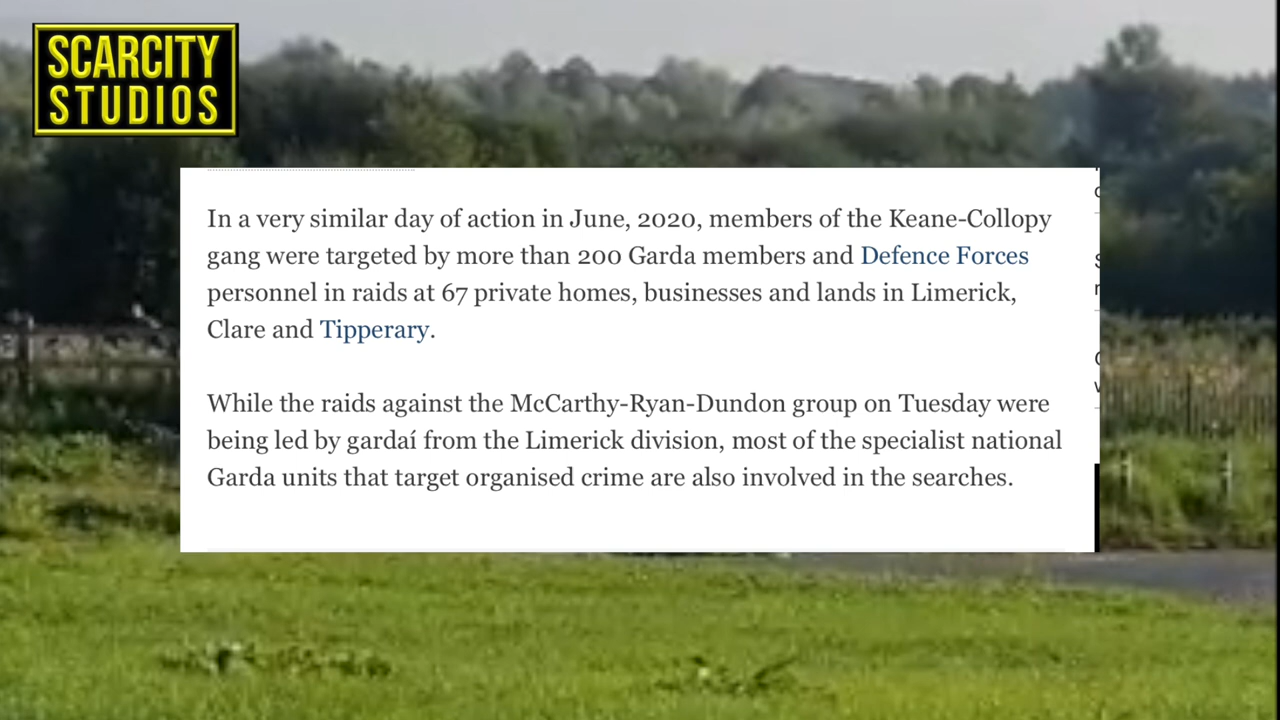 SCARCITY
STUDIOS
In a very similar day of action in June, 2020, members of the Keane-Collopy
gang were targeted by more than 200 Garda members and Defence Forces
personnel in raids at 67 private homes, businesses and lands in Limerick,
Clare and Tipperary.
While the raids against the McCarthy-Ryan-Dundon group on Tuesday were
being led by gardaí from the Limerick division, most of the specialist national
Garda units that target organised crime are also involved in the searches.